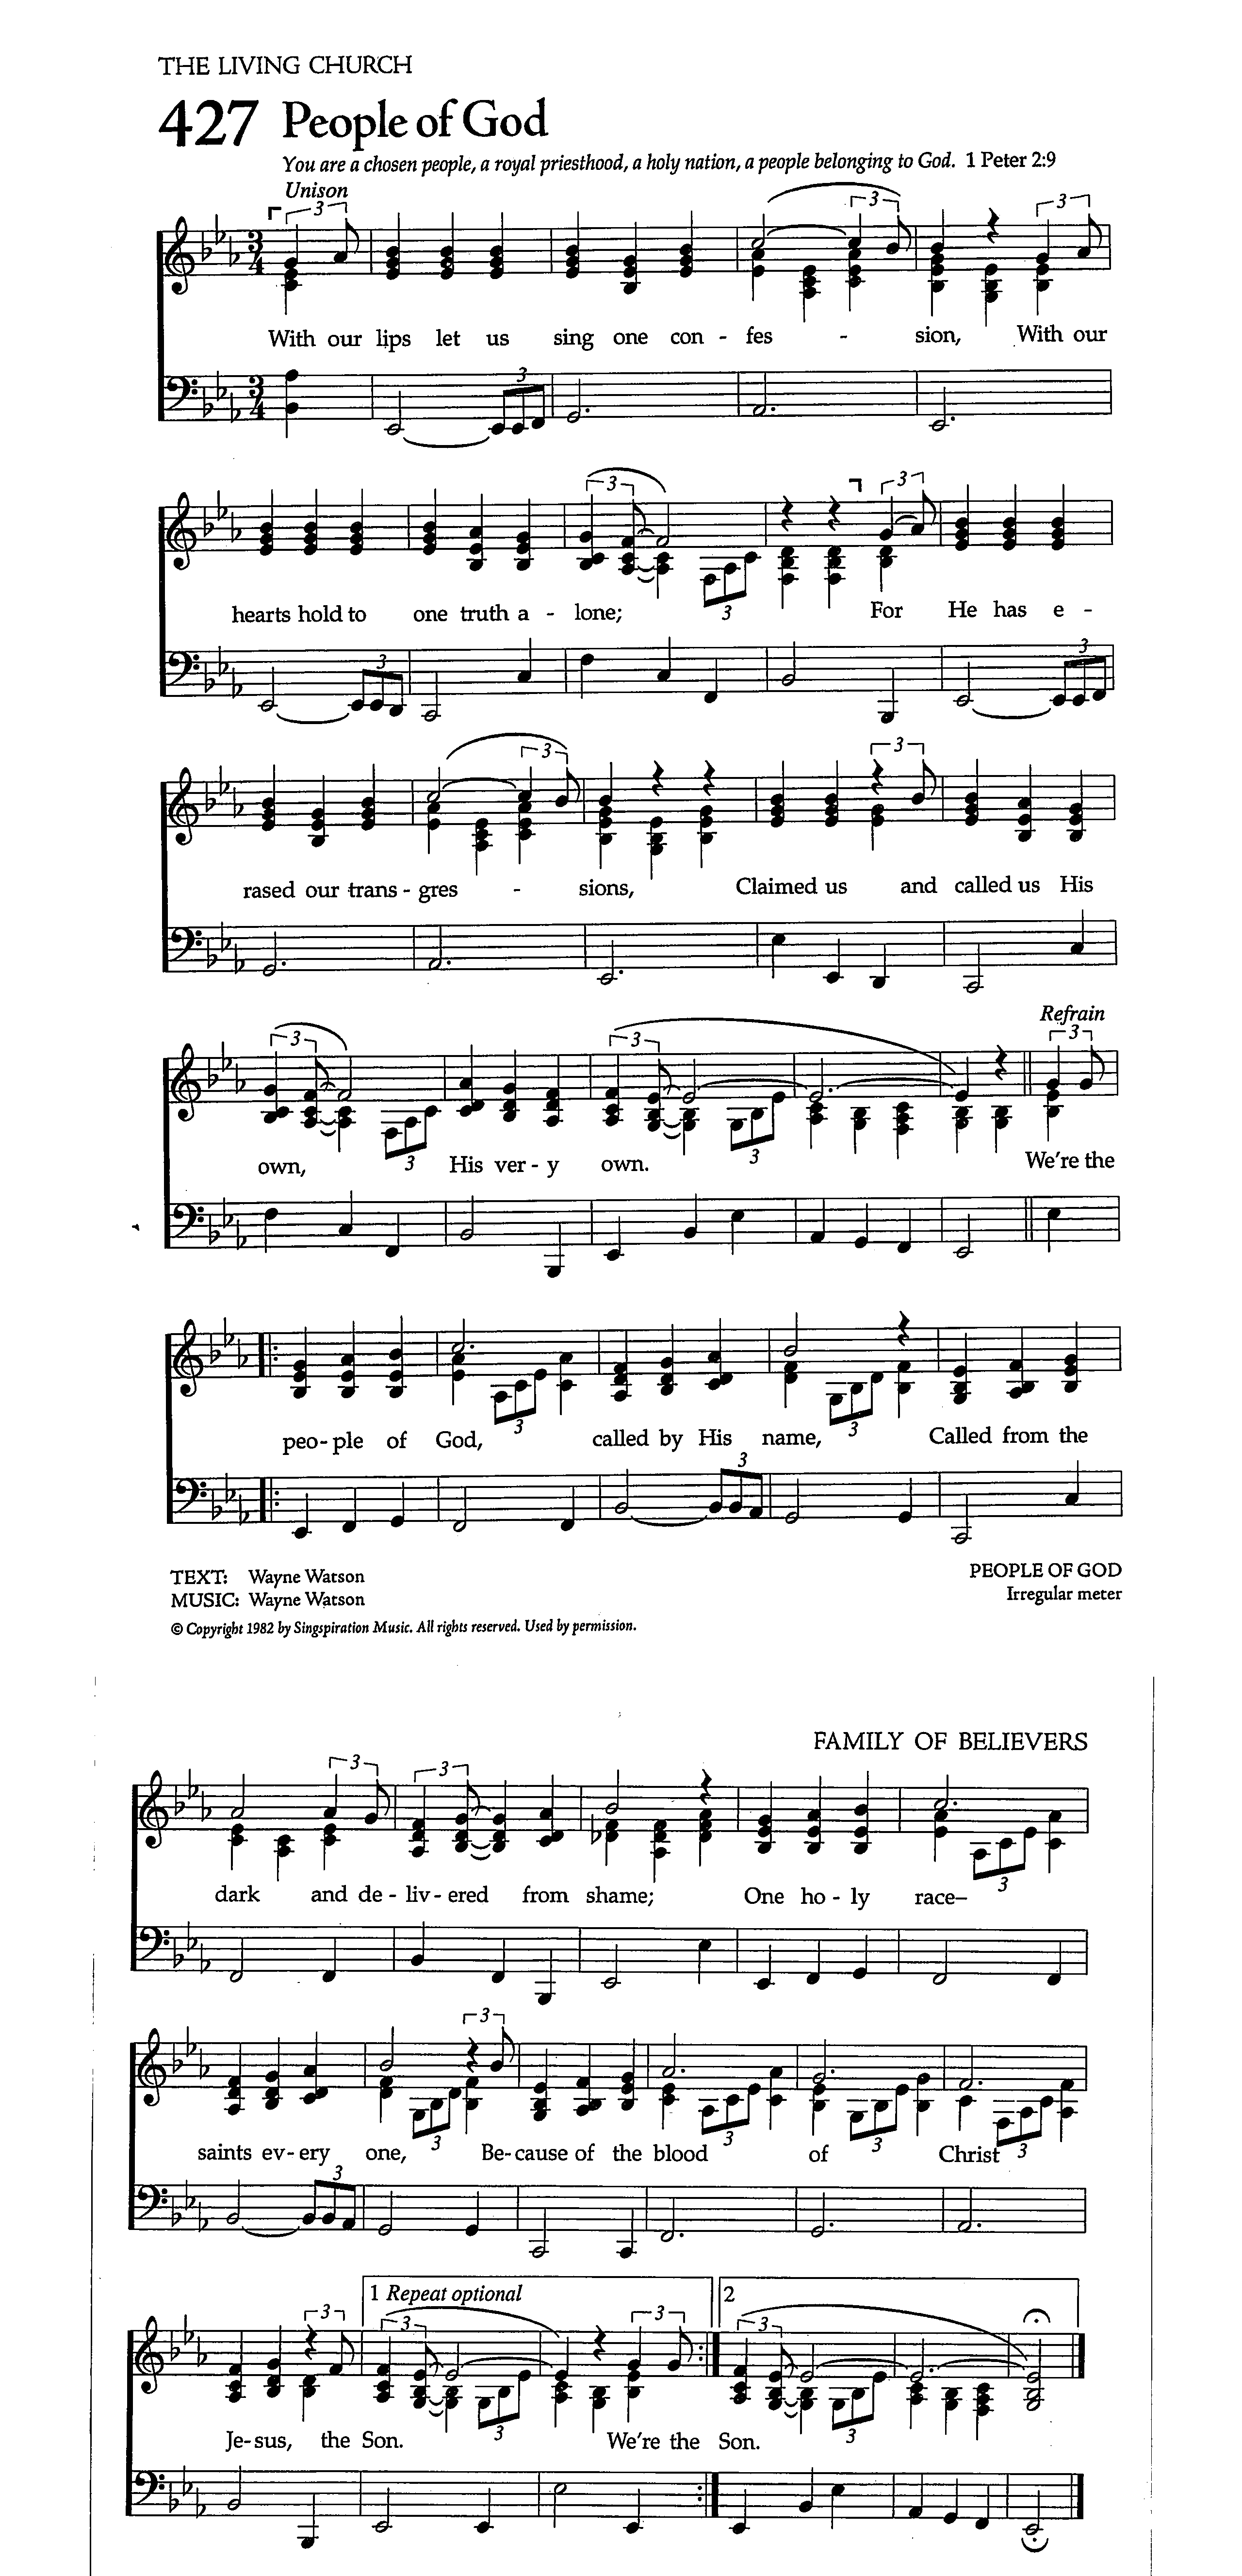 THE LIVING CHURCH
427 People of God
You are a chosen people, a royal priesthood, a holy nation, a people belonging to God. 1 Peter 2:9
Unison
3 3 3
3
4
With our lips let us sing one con - fes - sion, With our
3
4
3
3 3
hearts hold to one truth a - lone; 3 For He has e -
3 3
3 3
rased our trans - gres - sions, Claimed us and called us His
Refrain
3 3 3
own, 3 His ver - y own. 3 We're the
peo - ple of God, 3 called by His name, 3 Called from the
3
TEXT: Wayne Watson
MUSIC: Wayne Watson
PEOPLE OF GOD
Irregular meter
© Copyright 1982 by Singspiration Music. All rights reserved. Used by permission.
FAMILY OF BELIEVERS
3 3
dark and de - liv - ered from shame; One ho - ly race– 3
3
saints ev - ery one, 3 Be - cause of the blood 3 of 3 Christ 3
3
1 Repeat optional 2
3 3 3 3
Je - sus, the Son. 3 We're the Son. 3